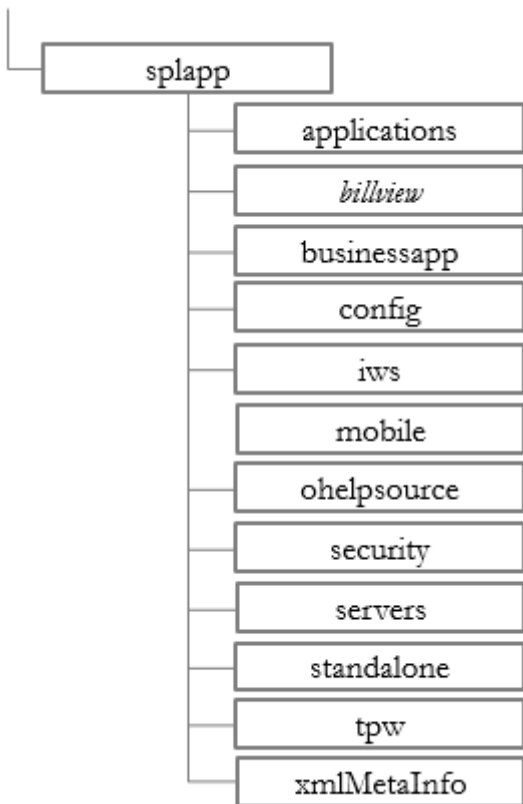 splapp
applications
billview
businessapp
config
iws
mobile
ohelpsource
security
servers
standalone
tpw
xmlMetaInfo